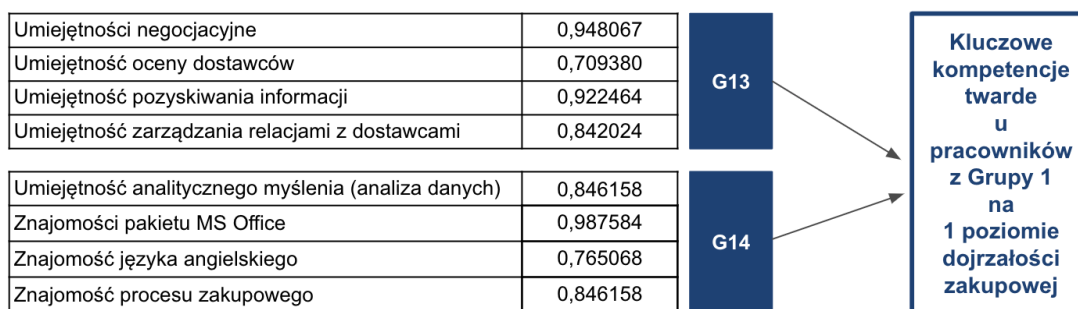 Umiejętności negocjacyjne 0,948067
Umiejętność oceny dostawców 0,709380
Umiejętność pozyskiwania informacji 0,922464
Umiejętność zarządzania relacjami z dostawcami 0,842024
G13
Umiejętność analitycznego myślenia (analiza danych) 0,846158
Znajomości pakietu MS Office 0,987584
Znajomość języka angielskiego 0,765068
Znajomość procesu zakupowego 0,846158
G14
Kluczowe
kompetencje
twarde
u
pracowników
z Grupy 1
na
1 poziomie
dojrzałości
zakupowej